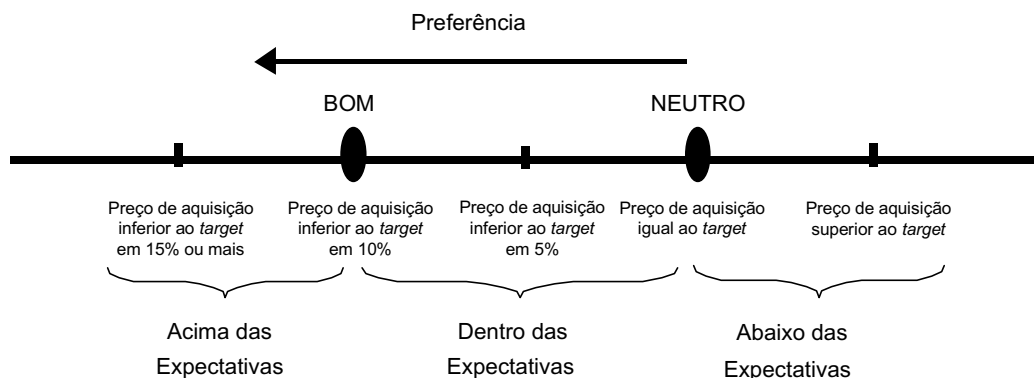 Preferência
BOM
NEUTRO
Preço de aquisição
inferior ao target
em 15% ou mais
Preço de aquisição
inferior ao target
em 10%
Preço de aquisição
inferior ao target
em 5%
Preço de aquisição
igual ao target
Preço de aquisição
superior ao target
Acima das
Expectativas
Dentro das
Expectativas
Abaixo das
Expectativas